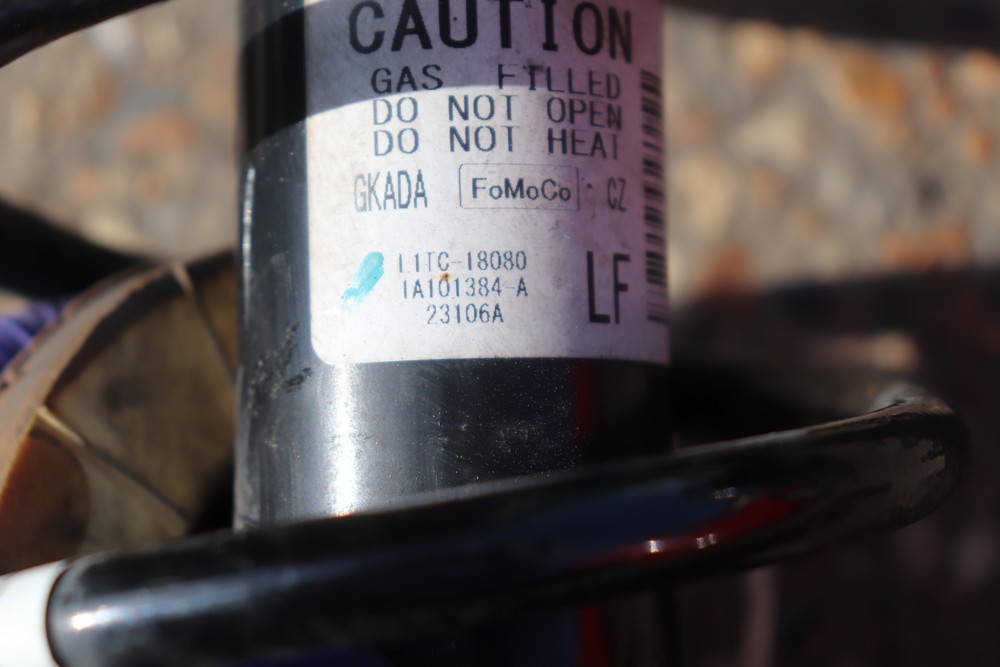 CAUTION
GAS FILLED
DO NOT OPEN
DO NOT HEAT
GKADA FoMoCo CZ
L1TC-18080
1A101384-A
23106A
LF